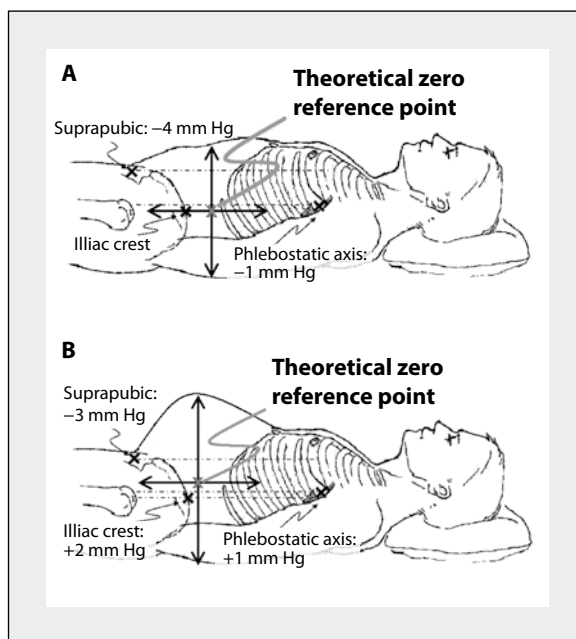 A
Theoretical zero
reference point
Suprapubic: −4 mm Hg
Illiac crest
Phlebostatic axis:
−1 mm Hg
B
Theoretical zero
reference point
Suprapubic:
−3 mm Hg
Illiac crest:
+2 mm Hg
Phlebostatic axis:
+1 mm Hg